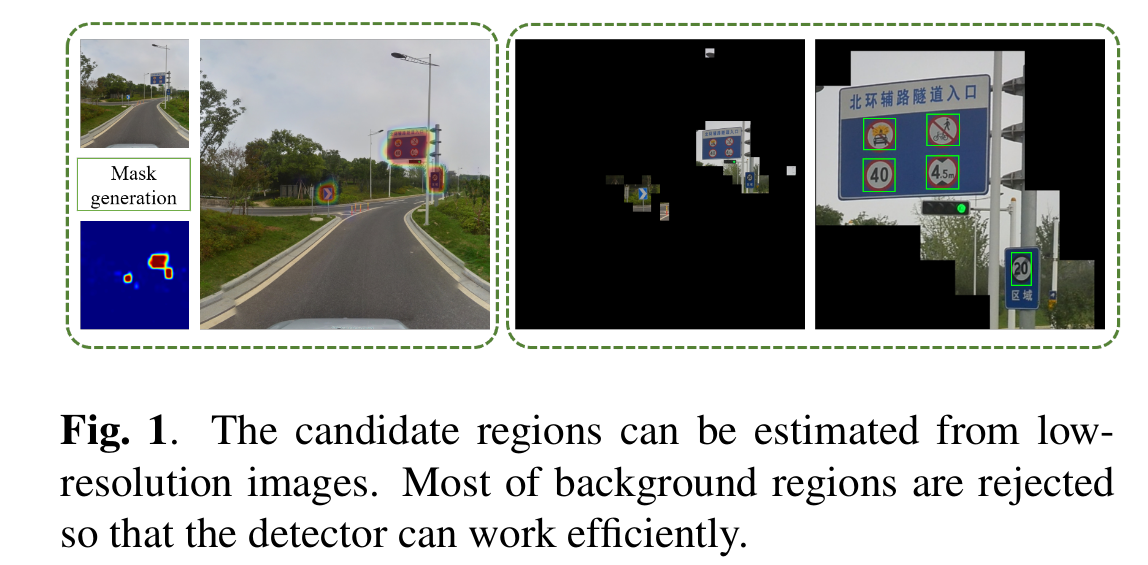 Mask
generation
北环辅路隧道入口
40
4.5m
20
区域
Fig. 1. The candidate regions can be estimated from low-
resolution images. Most of background regions are rejected
so that the detector can work efficiently.